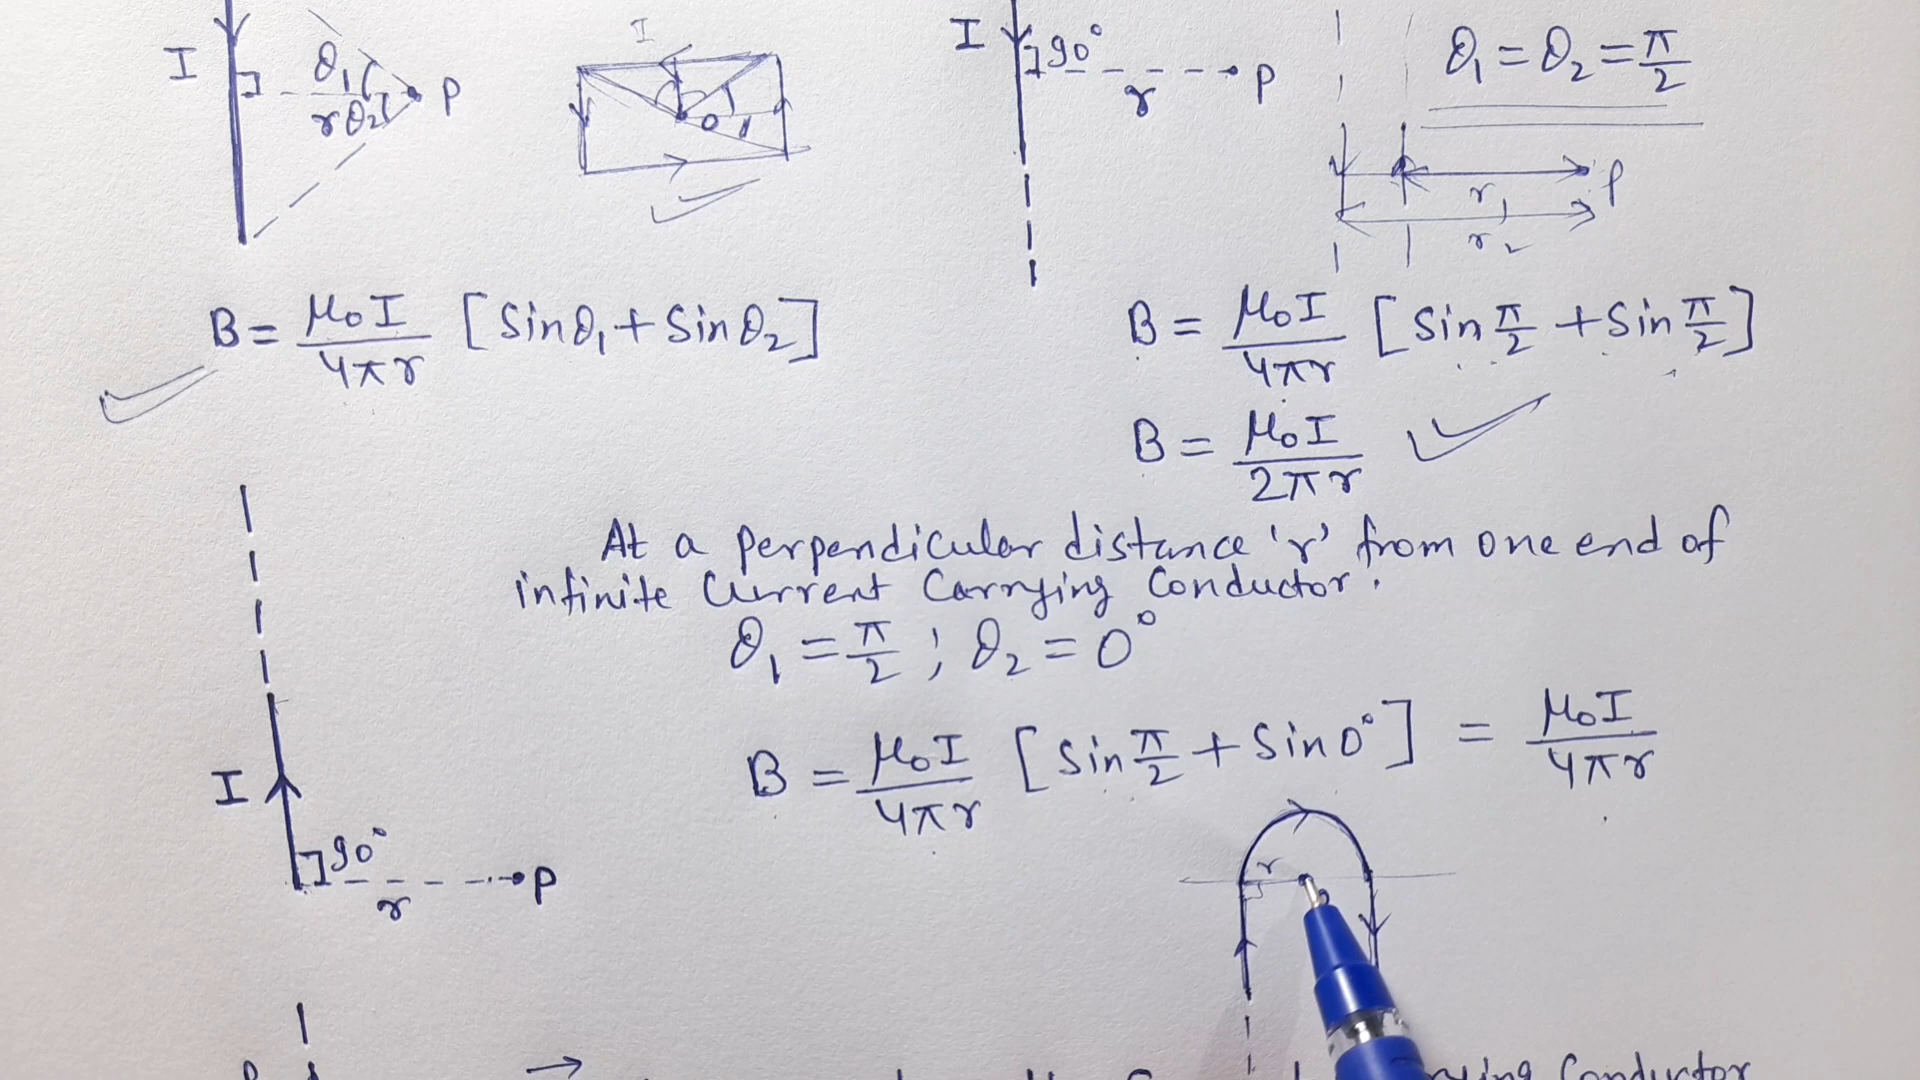 I θ₁ P
r θ₂
I
O
I 90° P
r
θ₁ = θ₂ = π/2
r₁ P
r₂
B = μ₀I/4πr [Sinθ₁ + Sinθ₂]
B = μ₀I/4πr [Sin π/2 + Sin π/2]
B = μ₀I/2πr
At a perpendicular distance 'r' from one end of
infinite Current Carrying Conductor.
θ₁ = π/2 ; θ₂ = 0°
B = μ₀I/4πr [Sin π/2 + Sin 0°] = μ₀I/4πr
I
90° P
r
r
Conductor